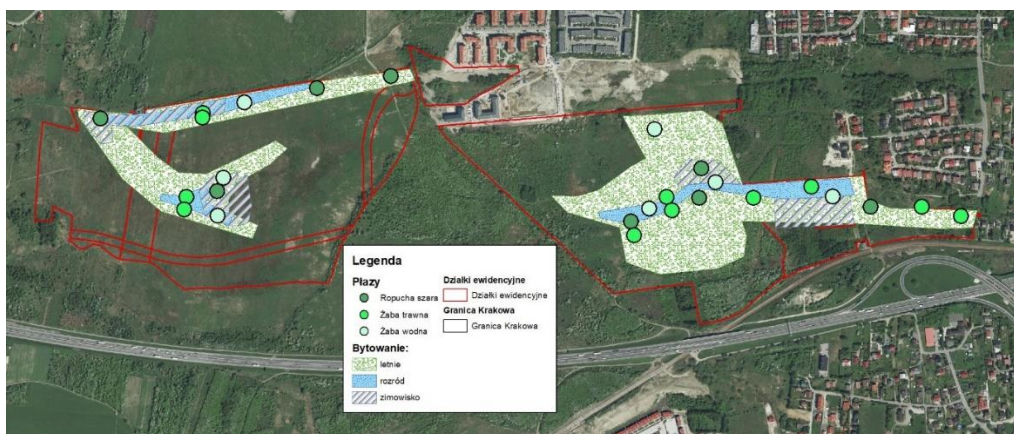 Legenda
Płazy
Ropucha szara
Żaba trawna
Żaba wodna
Bytowanie:
letnie
rozród
zimowisko
Działki ewidencyjne
Działki ewidencyjne
Granica Krakowa
Granica Krakowa